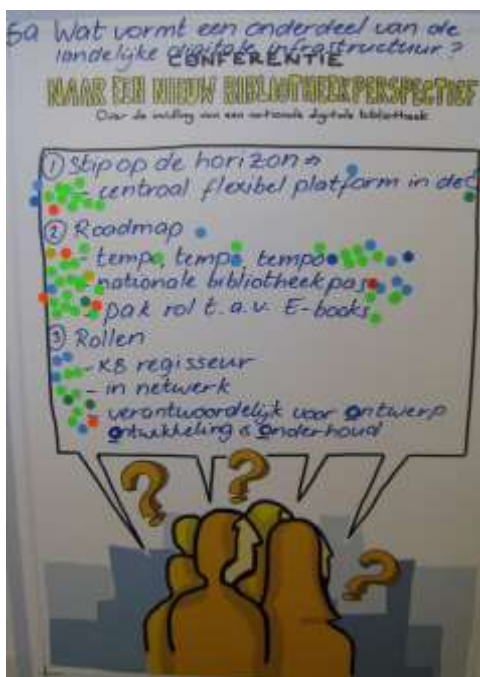 5a Wat vormt een onderdeel van de
landelijke digitale infrastructuur?
CONFERENTIE
NAAR EEN NIEUW BIBLIOTHEEKPERSPECTIEF
Over de invulling van een nationale digitale bibliotheek
① Stip op de horizon ⇒
- centraal flexibel platform in de
② Roadmap
- tempo, tempo, tempo
- nationale bibliotheekpas
- pak rol t.a.v. E-books
③ Rollen
- KB regisseur
- in netwerk
- verantwoordelijk voor ontwerp
ontwikkeling & onderhoud
?
?
?